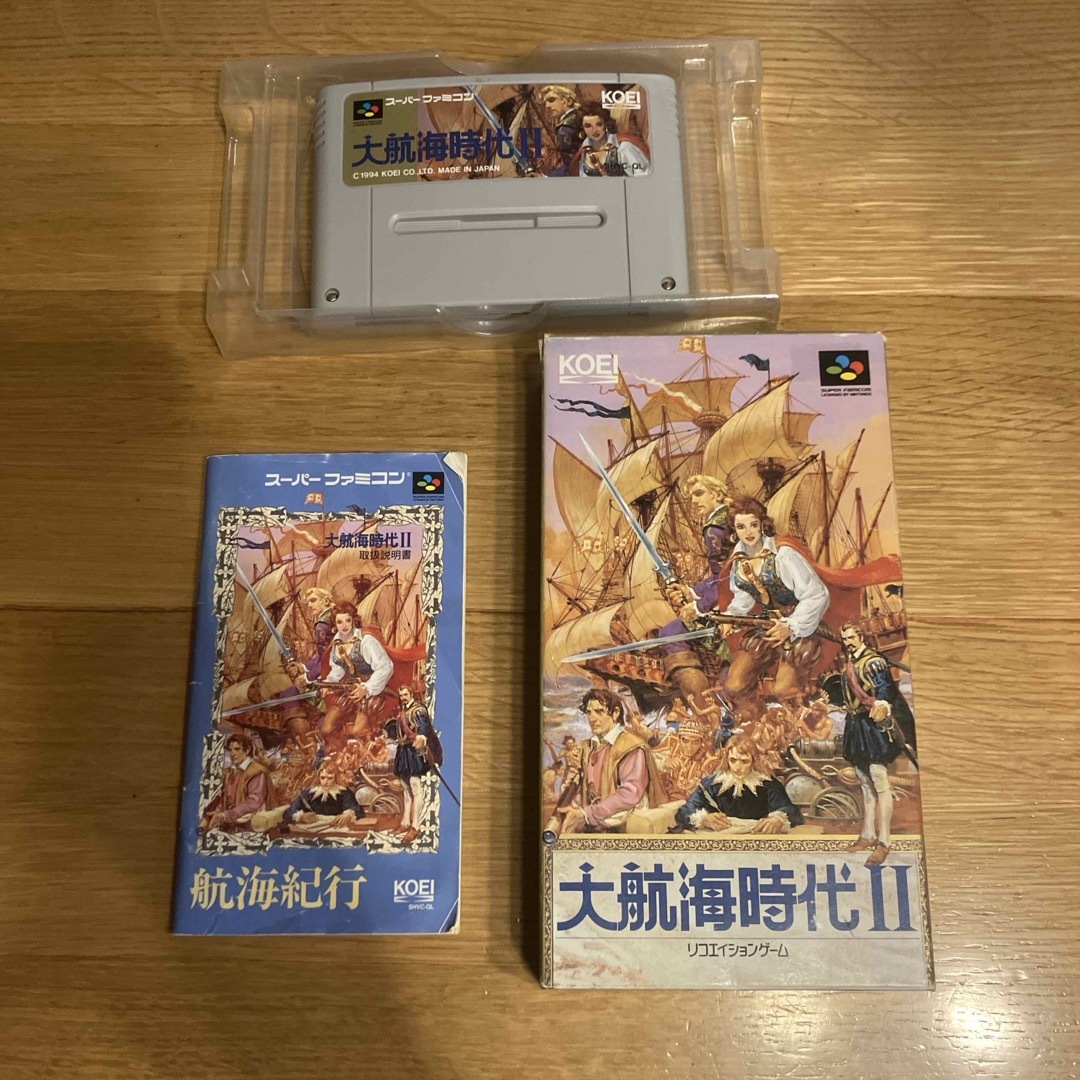 スーパーファミコン
KOEI
大航海時代II
SHVC-QL
C 1994 KOEI CO.,LTD. MADE IN JAPAN
KOEI
SUPER FAMICOM
LICENSED BY NINTENDO
大航海時代II
リコエイションゲーム
スーパーファミコン®
大航海時代II
取扱説明書
航海紀行
KOEI
SHVC-QL